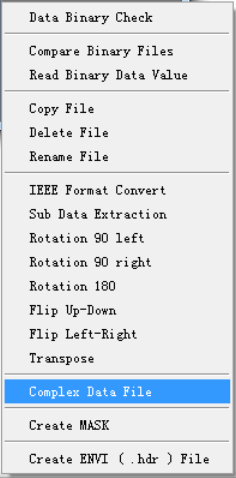 Data Binary Check
Compare Binary Files
Read Binary Data Value
Copy File
Delete File
Rename File
IEEE Format Convert
Sub Data Extraction
Rotation 90 left
Rotation 90 right
Rotation 180
Flip Up-Down
Flip Left-Right
Transpose
Complex Data File
Create MASK
Create ENVI ( .hdr ) File